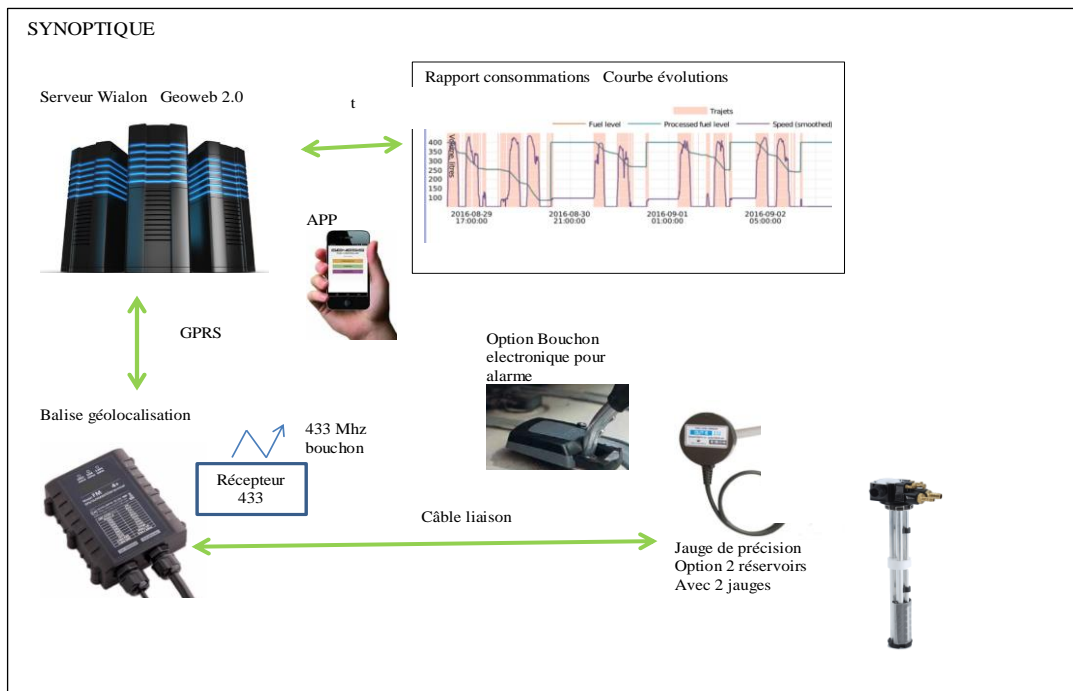 SYNOPTIQUE
Rapport consommations Courbe évolutions
Serveur Wialon Geoweb 2.0
t
Trajets
Fuel level
Processed fuel level
Speed (smoothed)
400
350
300
250
150
100
litres
2016-08-29
17:00:00
2016-08-30
21:00:00
2016-09-01
01:00:00
2016-09-02
05:00:00
APP
GPRS
Option Bouchon
electronique pour
alarme
Balise géolocalisation
433 Mhz
bouchon
Récepteur
433
FM
Câble liaison
Jauge de précision
Option 2 réservoirs
Avec 2 jauges